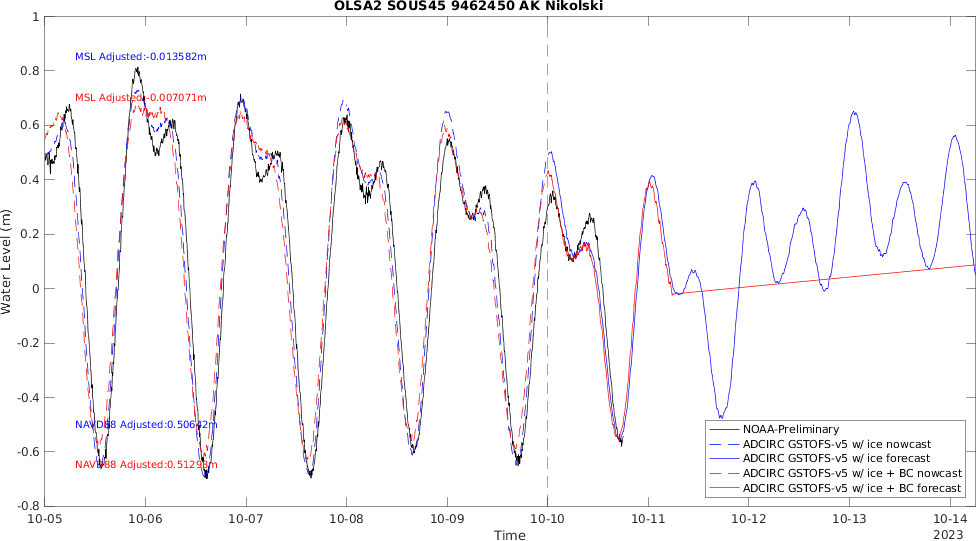 OLSA2 SOUS45 9462450 AK Nikolski
MSL Adjusted:-0.013582m
MSL Adjusted:-0.007071m
NAVD88 Adjusted:0.50642m
NAVD88 Adjusted:0.51293m
Water Level (m)
1
0.8
0.6
0.4
0.2
0
-0.2
-0.4
-0.6
-0.8
10-05 10-06 10-07 10-08 10-09 10-10 10-11 10-12 10-13 10-14
2023
Time
NOAA-Preliminary
ADCIRC GSTOFS-v5 w/ ice nowcast
ADCIRC GSTOFS-v5 w/ ice forecast
ADCIRC GSTOFS-v5 w/ ice + BC nowcast
ADCIRC GSTOFS-v5 w/ ice + BC forecast